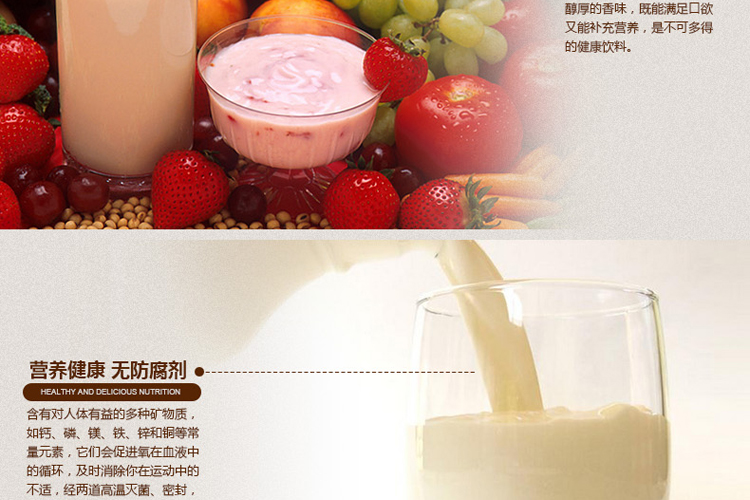 醇厚的香味，既能满足口欲
又能补充营养，是不可多得
的健康饮料。
营养健康 无防腐剂
HEALTHY AND DELICIOUS NUTRITION
含有对人体有益的多种矿物质，
如钙、磷、镁、铁、锌和铜等常
量元素，它们会促进氧在血液中
的循环，及时消除你在运动中的
不适，经两道高温灭菌、密封，